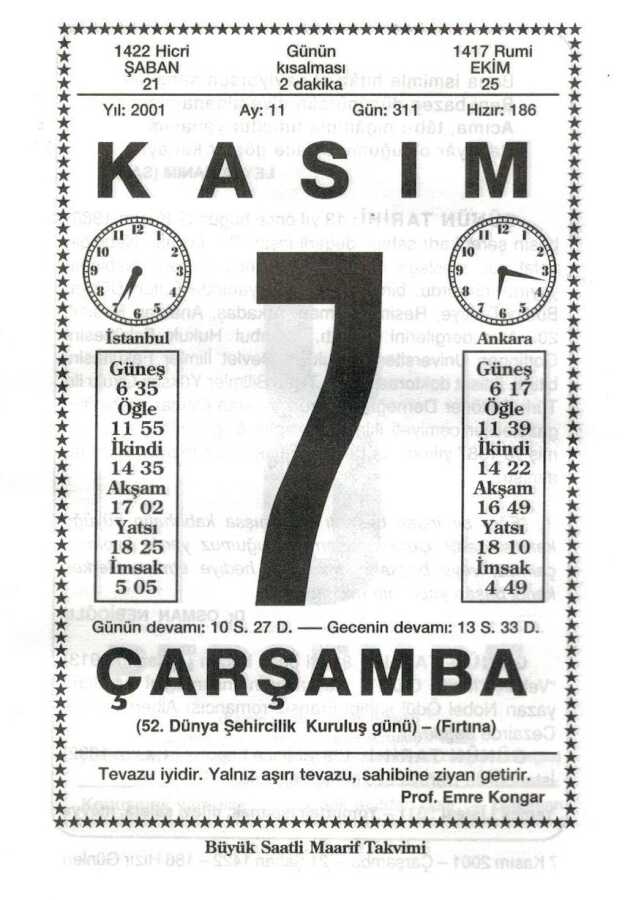 1422 Hicri Günün 1417 Rumi
ŞABAN kısalması EKİM
21 2 dakika 25
Yıl: 2001 Ay: 11 Gün: 311 Hızır: 186
KASIM
7
İstanbul Ankara
Güneş Güneş
6 35 6 17
Öğle Öğle
11 55 11 39
İkindi İkindi
14 35 14 22
Akşam Akşam
17 02 16 49
Yatsı Yatsı
18 25 18 10
İmsak İmsak
5 05 4 49
Günün devamı: 10 S. 27 D. — Gecenin devamı: 13 S. 33 D.
ÇARŞAMBA
(52. Dünya Şehircilik Kuruluş günü) – (Fırtına)
Tevazu iyidir. Yalnız aşırı tevazu, sahibine ziyan getirir.
Prof. Emre Kongar
Büyük Saatli Maarif Takvimi